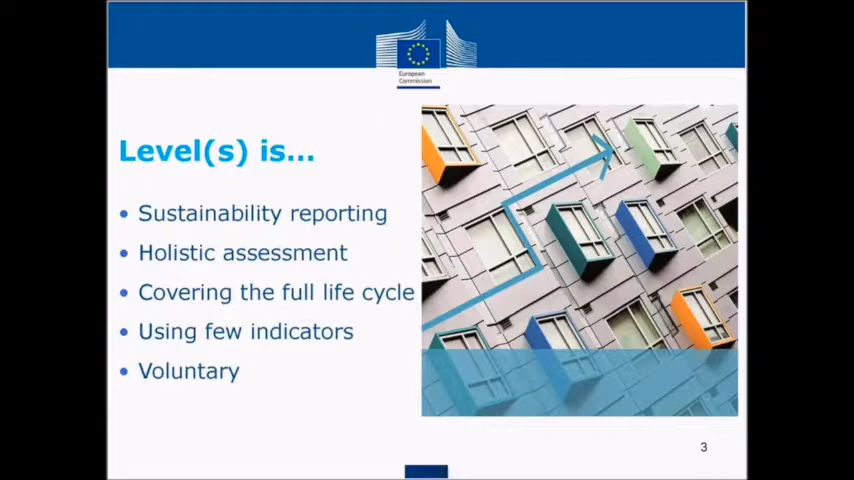 European
Commission
Level(s) is...
• Sustainability reporting
• Holistic assessment
• Covering the full life cycle
• Using few indicators
• Voluntary
3